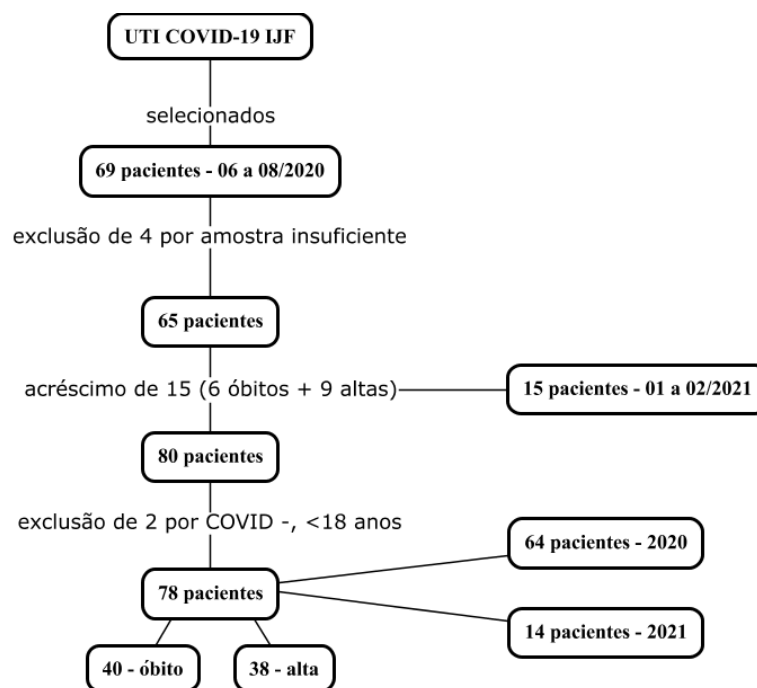 UTI COVID-19 IJF
selecionados
69 pacientes - 06 a 08/2020
exclusão de 4 por amostra insuficiente
65 pacientes
acréscimo de 15 (6 óbitos + 9 altas)
15 pacientes - 01 a 02/2021
80 pacientes
exclusão de 2 por COVID -, <18 anos
64 pacientes - 2020
78 pacientes
14 pacientes - 2021
40 - óbito
38 - alta